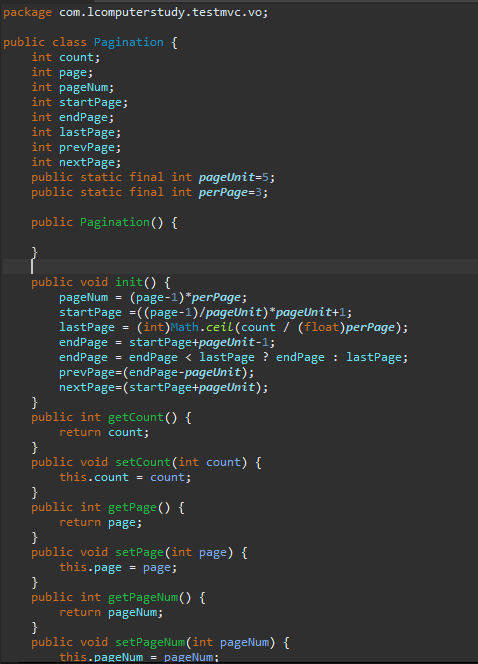 package com.lcomputerstudy.testmvc.vo;
public class Pagination {
int count;
int page;
int pageNum;
int startPage;
int endPage;
int lastPage;
int prevPage;
int nextPage;
public static final int pageUnit=5;
public static final int perPage=3;
public Pagination() {
}
public void init() {
pageNum = (page-1)*perPage;
startPage =((page-1)/pageUnit)*pageUnit+1;
lastPage = (int)Math.ceil(count / (float)perPage);
endPage = startPage+pageUnit-1;
endPage = endPage < lastPage ? endPage : lastPage;
prevPage=(endPage-pageUnit);
nextPage=(startPage+pageUnit);
}
public int getCount() {
return count;
}
public void setCount(int count) {
this.count = count;
}
public int getPage() {
return page;
}
public void setPage(int page) {
this.page = page;
}
public int getPageNum() {
return pageNum;
}
public void setPageNum(int pageNum) {
this.pageNum = pageNum;